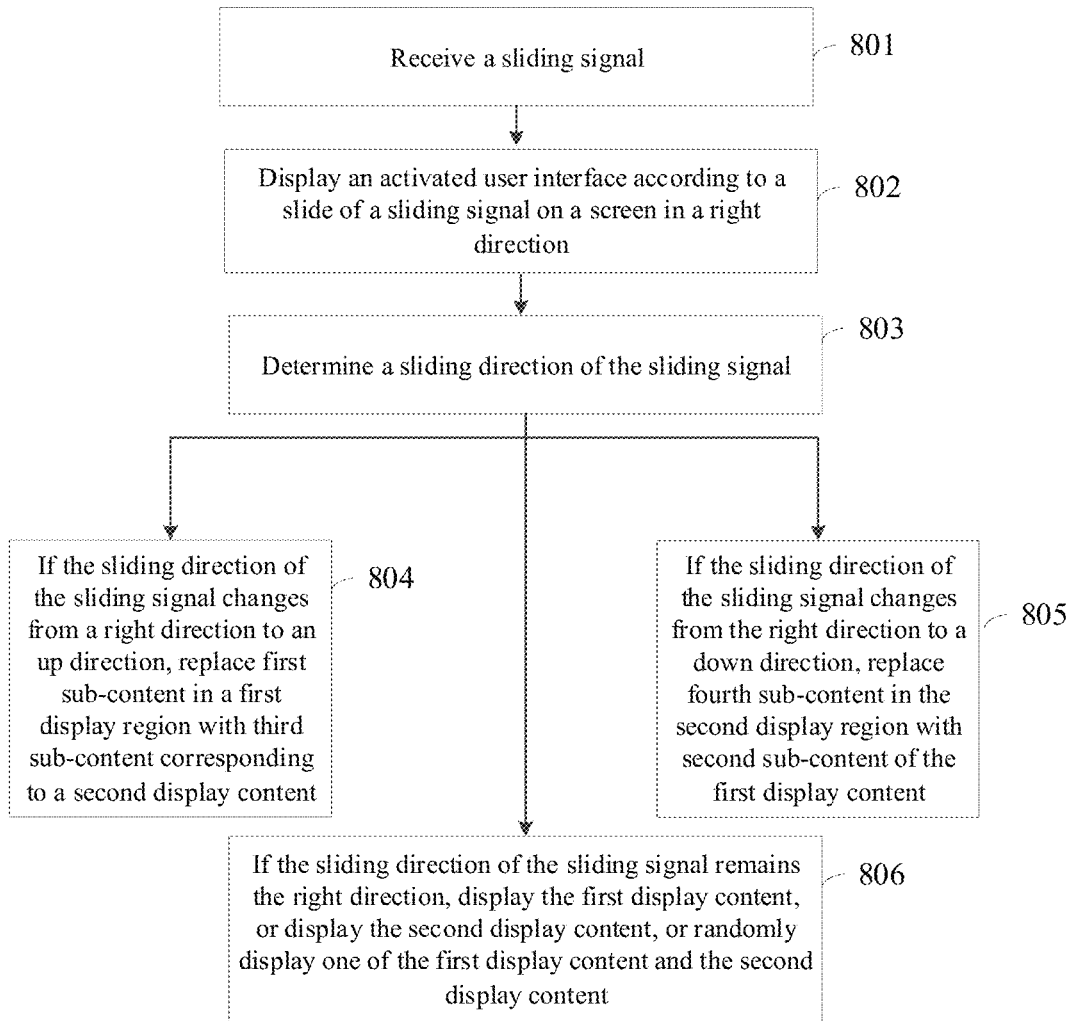 Receive a sliding signal
801
Display an activated user interface according to a
slide of a sliding signal on a screen in a right
direction
802
Determine a sliding direction of the sliding signal
803
If the sliding direction of
the sliding signal changes
from a right direction to an
up direction, replace first
sub-content in a first
display region with third
sub-content corresponding
to a second display content
804
If the sliding direction of
the sliding signal changes
from the right direction to a
down direction, replace
fourth sub-content in the
second display region with
second sub-content of the
first display content
805
If the sliding direction of the sliding signal remains
the right direction, display the first display content,
or display the second display content, or randomly
display one of the first display content and the second
display content
806